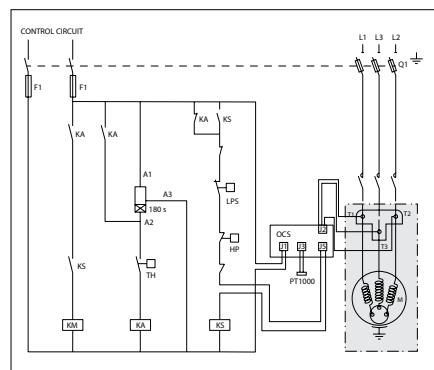 CONTROL CIRCUIT
L1 L3 L2
Q1
F1 F1
KA KA KA KS
A1
A3
180 s
A2
LPS
T1 T2
J2
OCS
J1 J3 J5
T3
HP
PT1000
KS
TH
M
KM KA KS